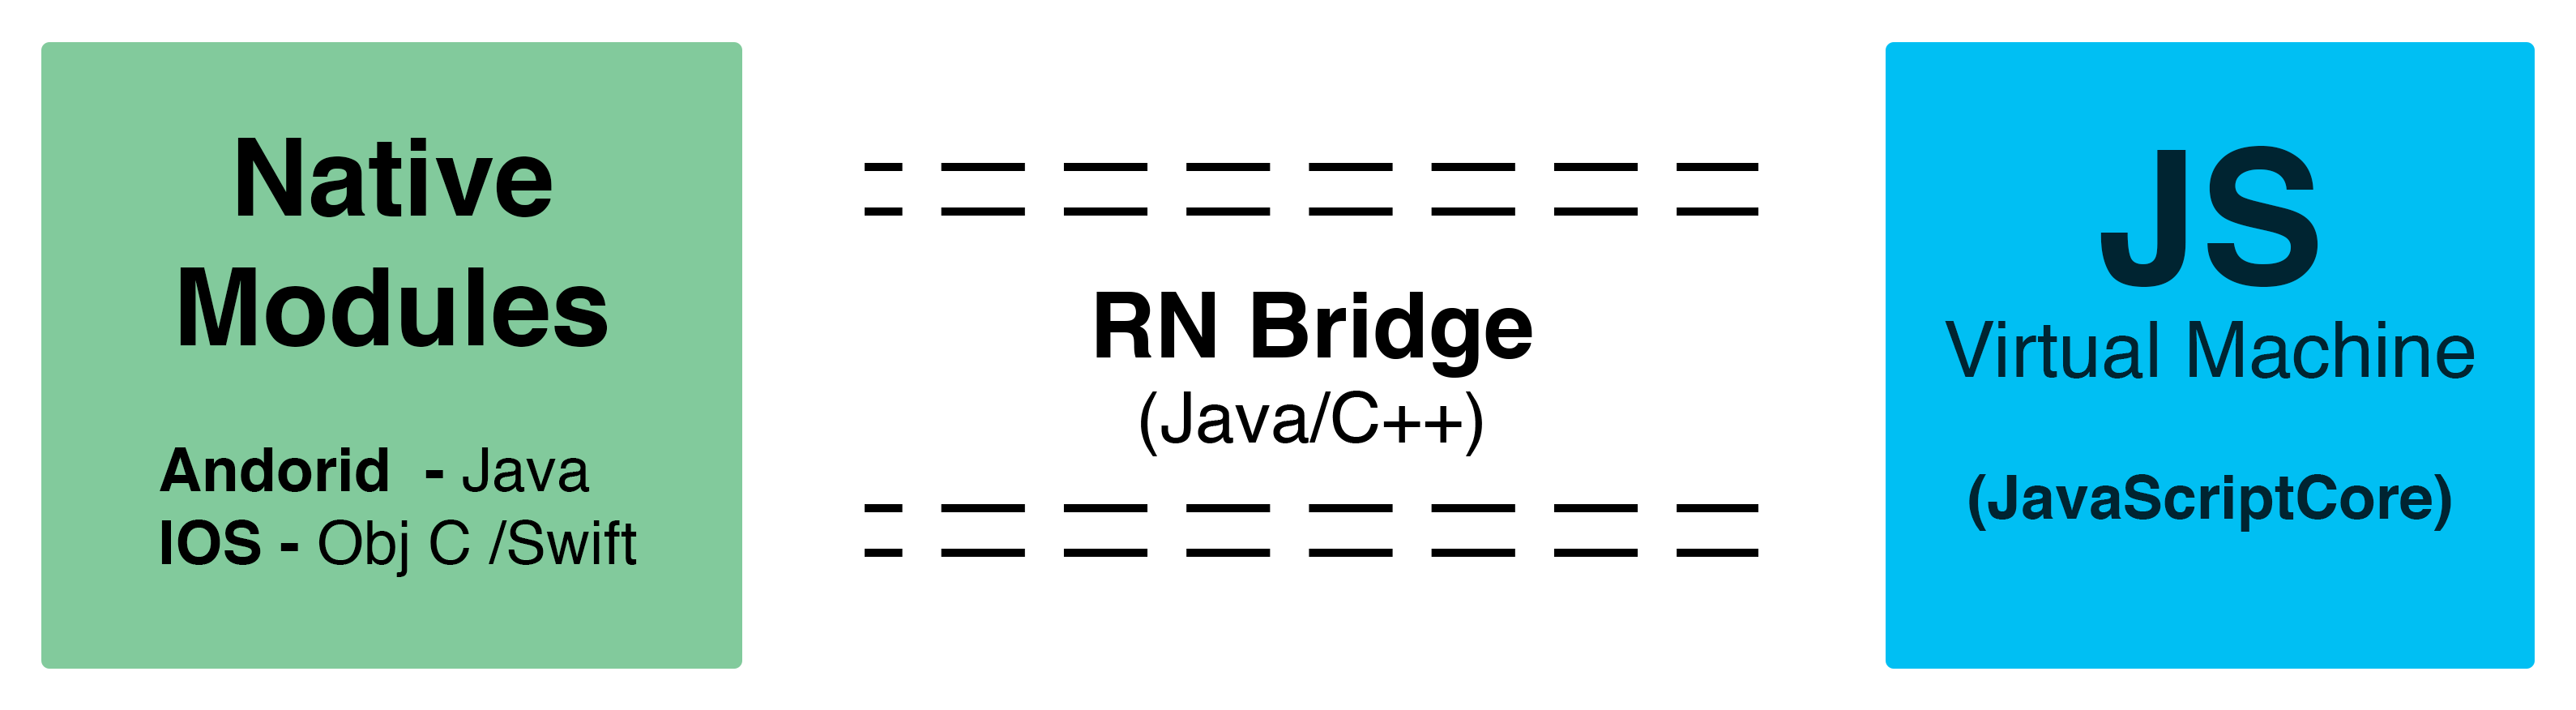 Native
Modules
Andorid - Java
IOS - Obj C /Swift
RN Bridge
(Java/C++)
JS
Virtual Machine
(JavaScriptCore)